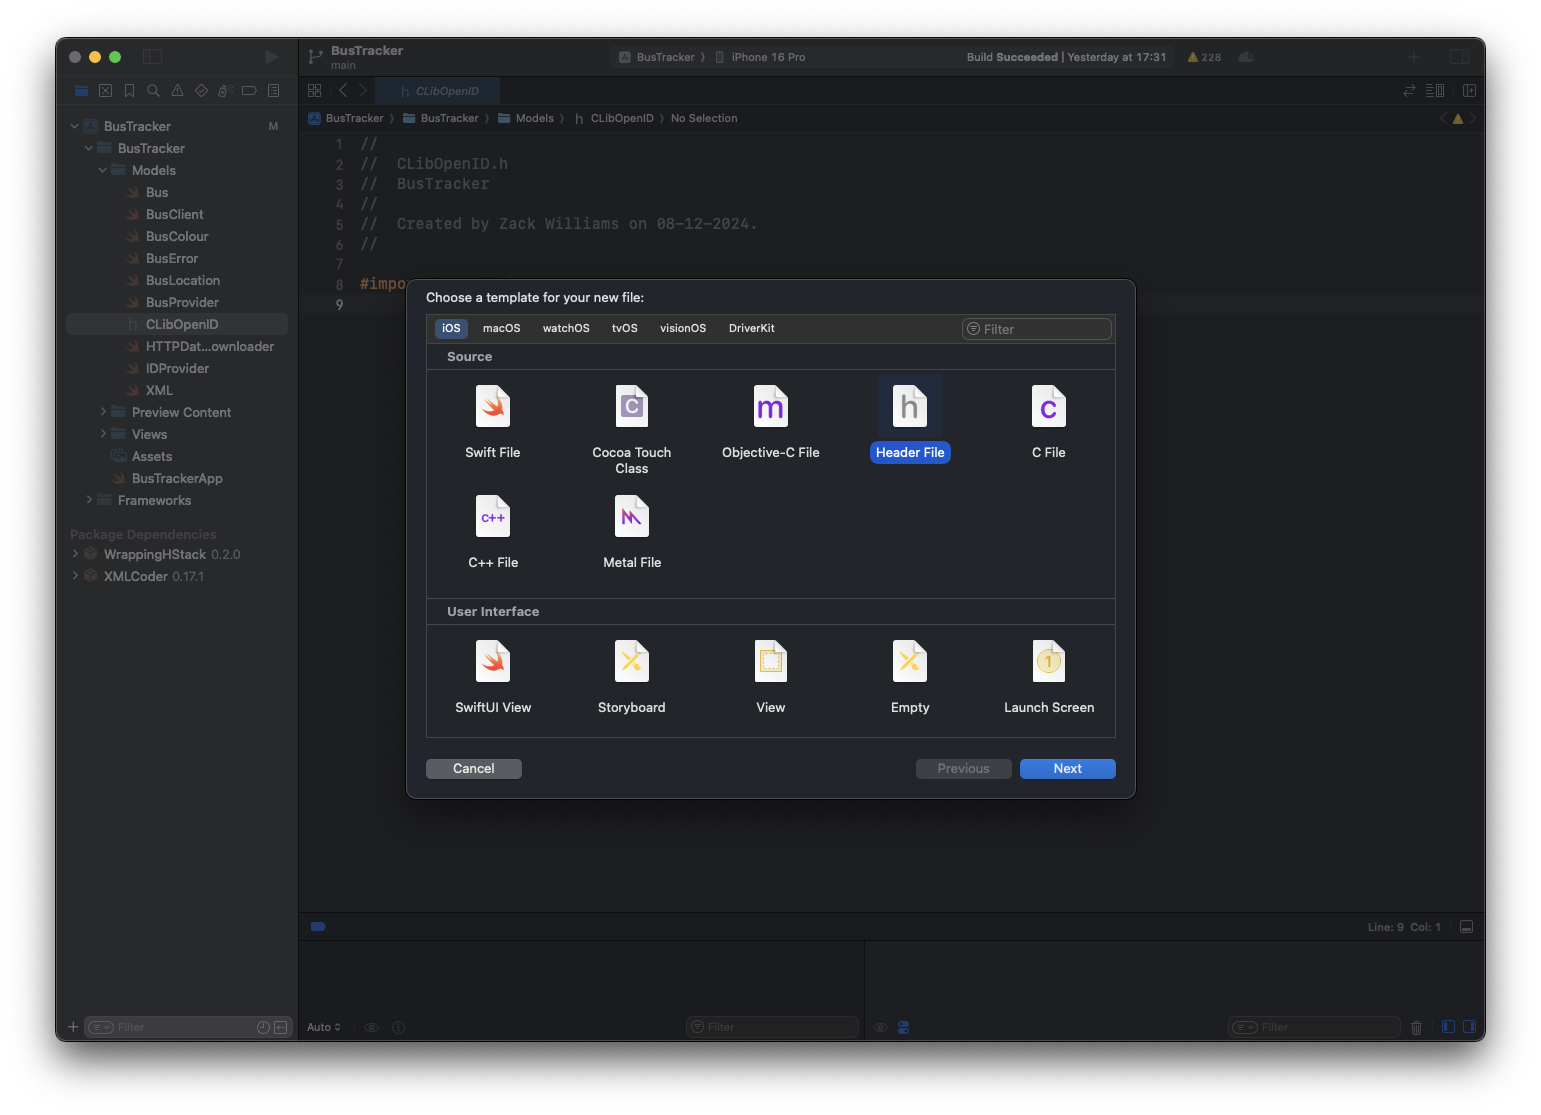 BusTracker
main
BusTracker
iPhone 16 Pro
Build Succeeded | Yesterday at 17:31
228
CLibOpenID
BusTracker
BusTracker
Models
CLibOpenID
No Selection
BusTracker M
BusTracker
Models
Bus
BusClient
BusColour
BusError
BusLocation
BusProvider
CLibOpenID
HTTPDat...ownloader
IDProvider
XML
Preview Content
Views
Assets
BusTrackerApp
Frameworks
Package Dependencies
WrappingHStack 0.2.0
XMLCoder 0.17.1
Filter
1 //
2 // CLibOpenID.h
3 // BusTracker
4 //
5 // Created by Zack Williams on 08-12-2024.
6 //
7
8 #impo
9
Choose a template for your new file:
iOS macOS watchOS tvOS visionOS DriverKit
Filter
Source
Swift File
Cocoa Touch
Class
Objective-C File
Header File
C File
C++ File
Metal File
User Interface
SwiftUI View
Storyboard
View
Empty
Launch Screen
Cancel
Previous
Next
Line: 9 Col: 1
Auto
Filter
Filter